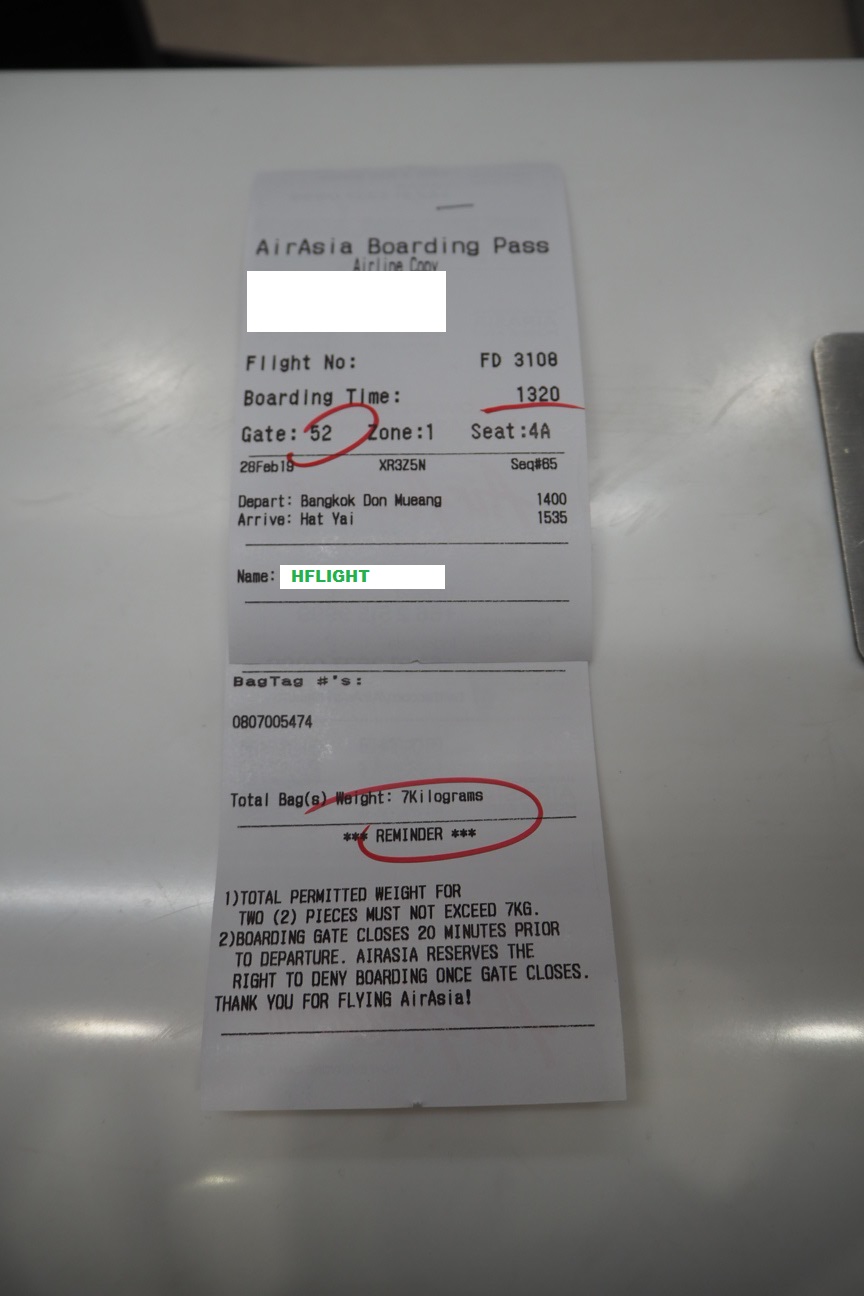 AirAsia Boarding Pass
Airline Copy
Flight No: FD 3108
Boarding Time: 1320
Gate: 52 Zone:1 Seat:4A
28Feb19 XR3Z5N Seq#65
Depart: Bangkok Don Mueang 1400
Arrive: Hat Yai 1535
Name: HFLIGHT
BagTag #'s:
0807005474
Total Bag(s) Weight: 7Kilograms
*** REMINDER ***
1)TOTAL PERMITTED WEIGHT FOR
TWO (2) PIECES MUST NOT EXCEED 7KG.
2)BOARDING GATE CLOSES 20 MINUTES PRIOR
TO DEPARTURE. AIRASIA RESERVES THE
RIGHT TO DENY BOARDING ONCE GATE CLOSES.
THANK YOU FOR FLYING AirAsia!